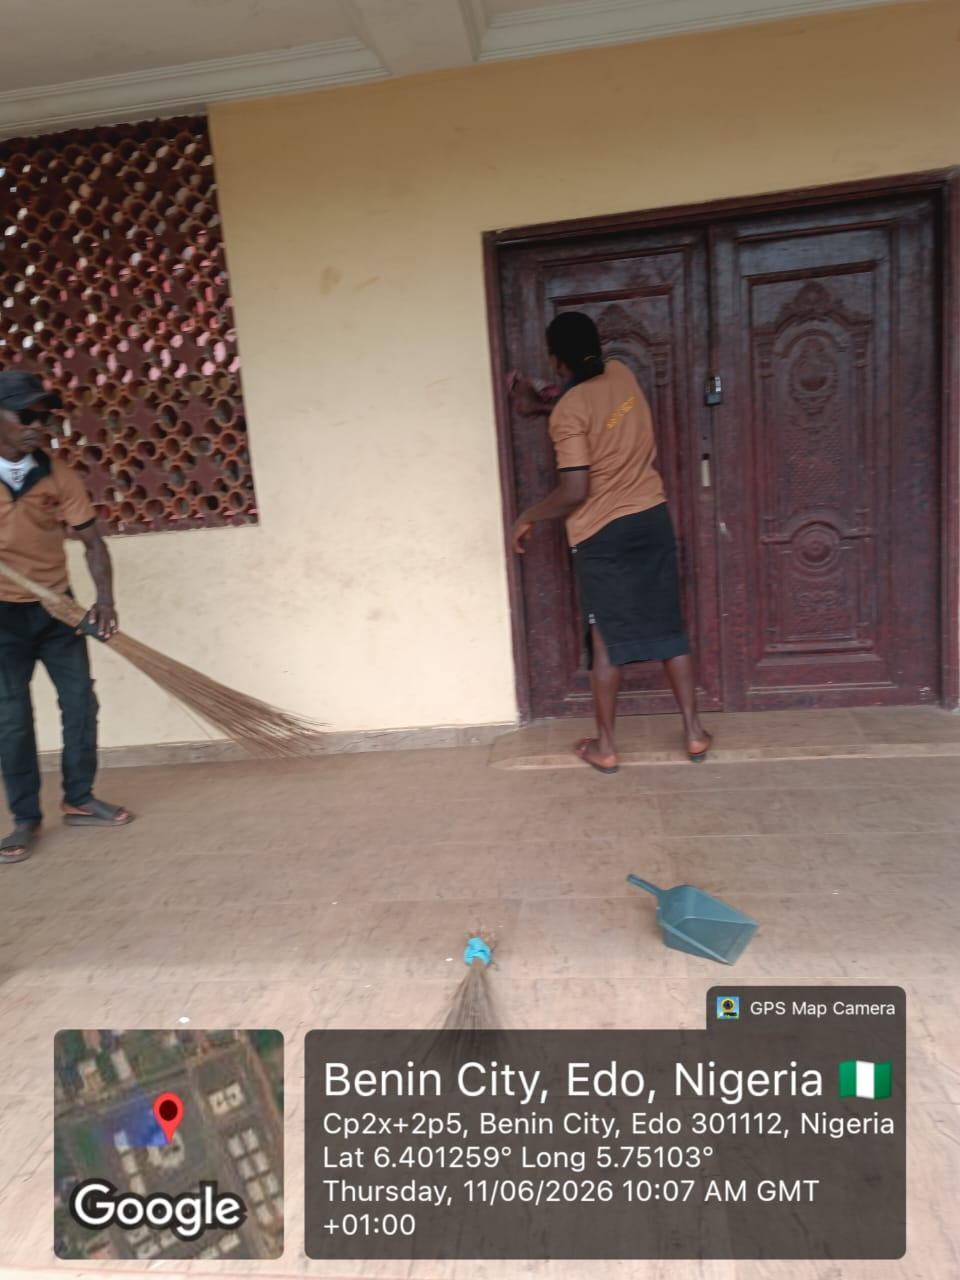 GPS Map Camera
Benin City, Edo, Nigeria
Cp2x+2p5, Benin City, Edo 301112, Nigeria
Lat 6.401259° Long 5.75103°
Thursday, 11/06/2026 10:07 AM GMT
+01:00
Google